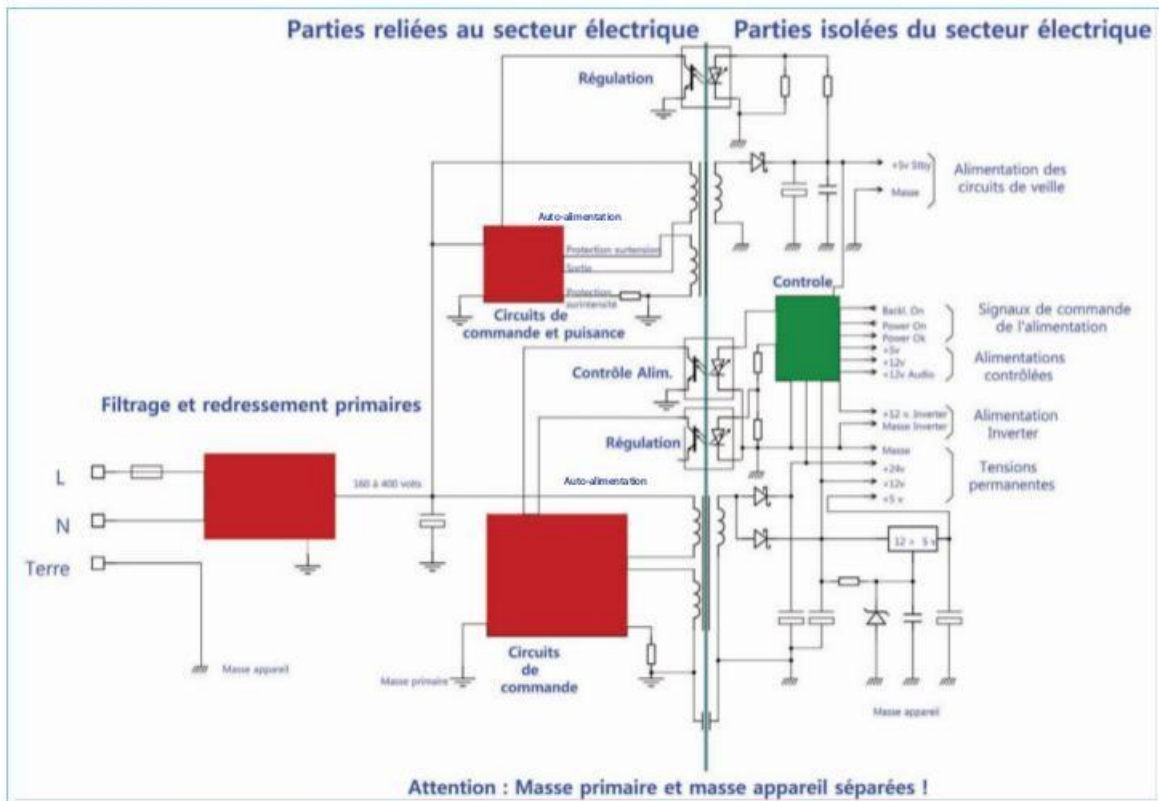 Parties reliées au secteur électrique
Parties isolées du secteur électrique
Régulation
+5v Stby
Masse
Alimentation des
circuits de veille
Auto-alimentation
Protection surtension
Sortie
Protection
surintensité
Circuits de
commande et puisance
Controle
Backl. On
Power On
Power Ok
Signaux de commande
de l'alimentation
+5v
+12v
+12v Audio
Alimentations
contrôlées
Contrôle Alim.
Filtrage et redressement primaires
Régulation
+12 v. Inverter
Masse Inverter
Alimentation
Inverter
Masse
+24v
+12v
+5 v
Tensions
permanentes
L
N
Terre
160 à 400 volts
Auto-alimentation
12 v 5 v
Masse appareil
Masse primaire
Circuits
de
commande
Masse appareil
Attention : Masse primaire et masse appareil séparées !